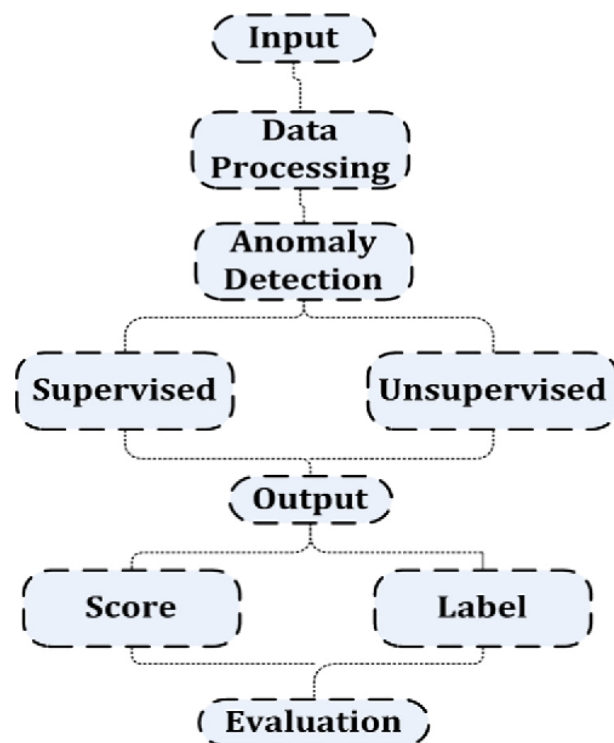 Input
Data
Processing
Anomaly
Detection
Supervised
Unsupervised
Output
Score
Label
Evaluation